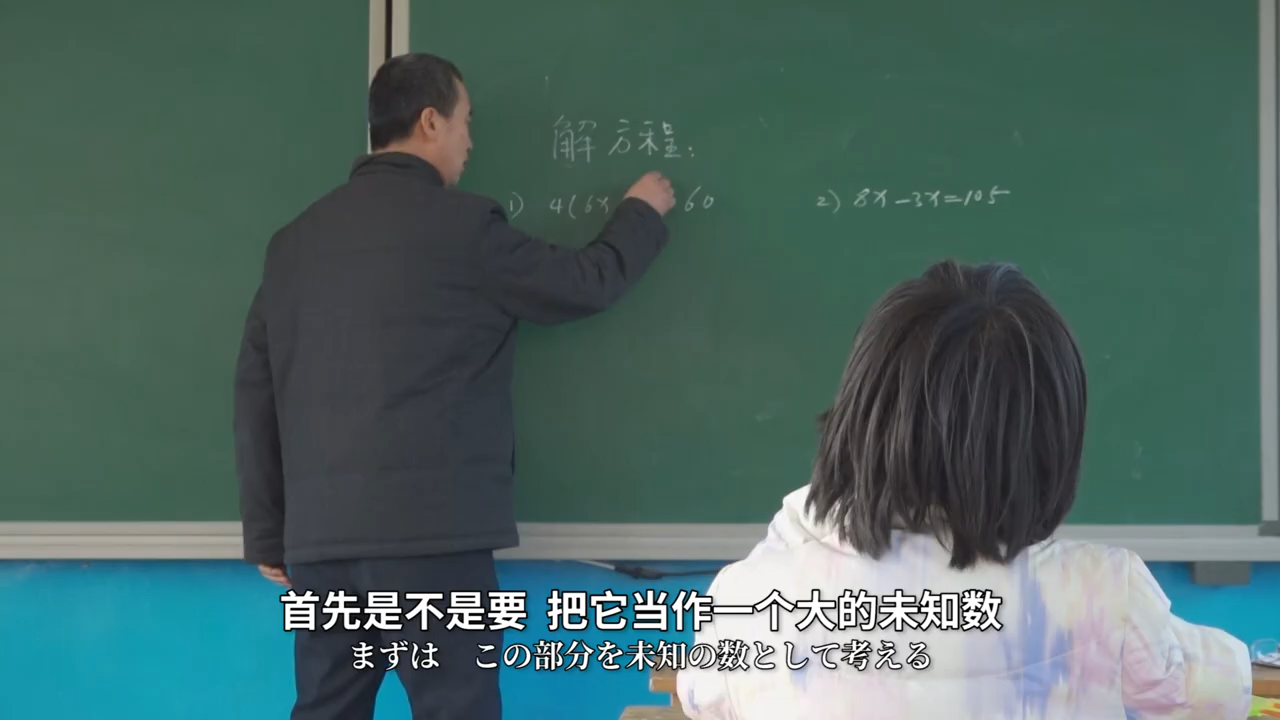 解方程:
1) 4(6x 60
2) 8x-3x=105
首先是不是要 把它当作一个大的未知数
まずは この部分を未知の数として考える